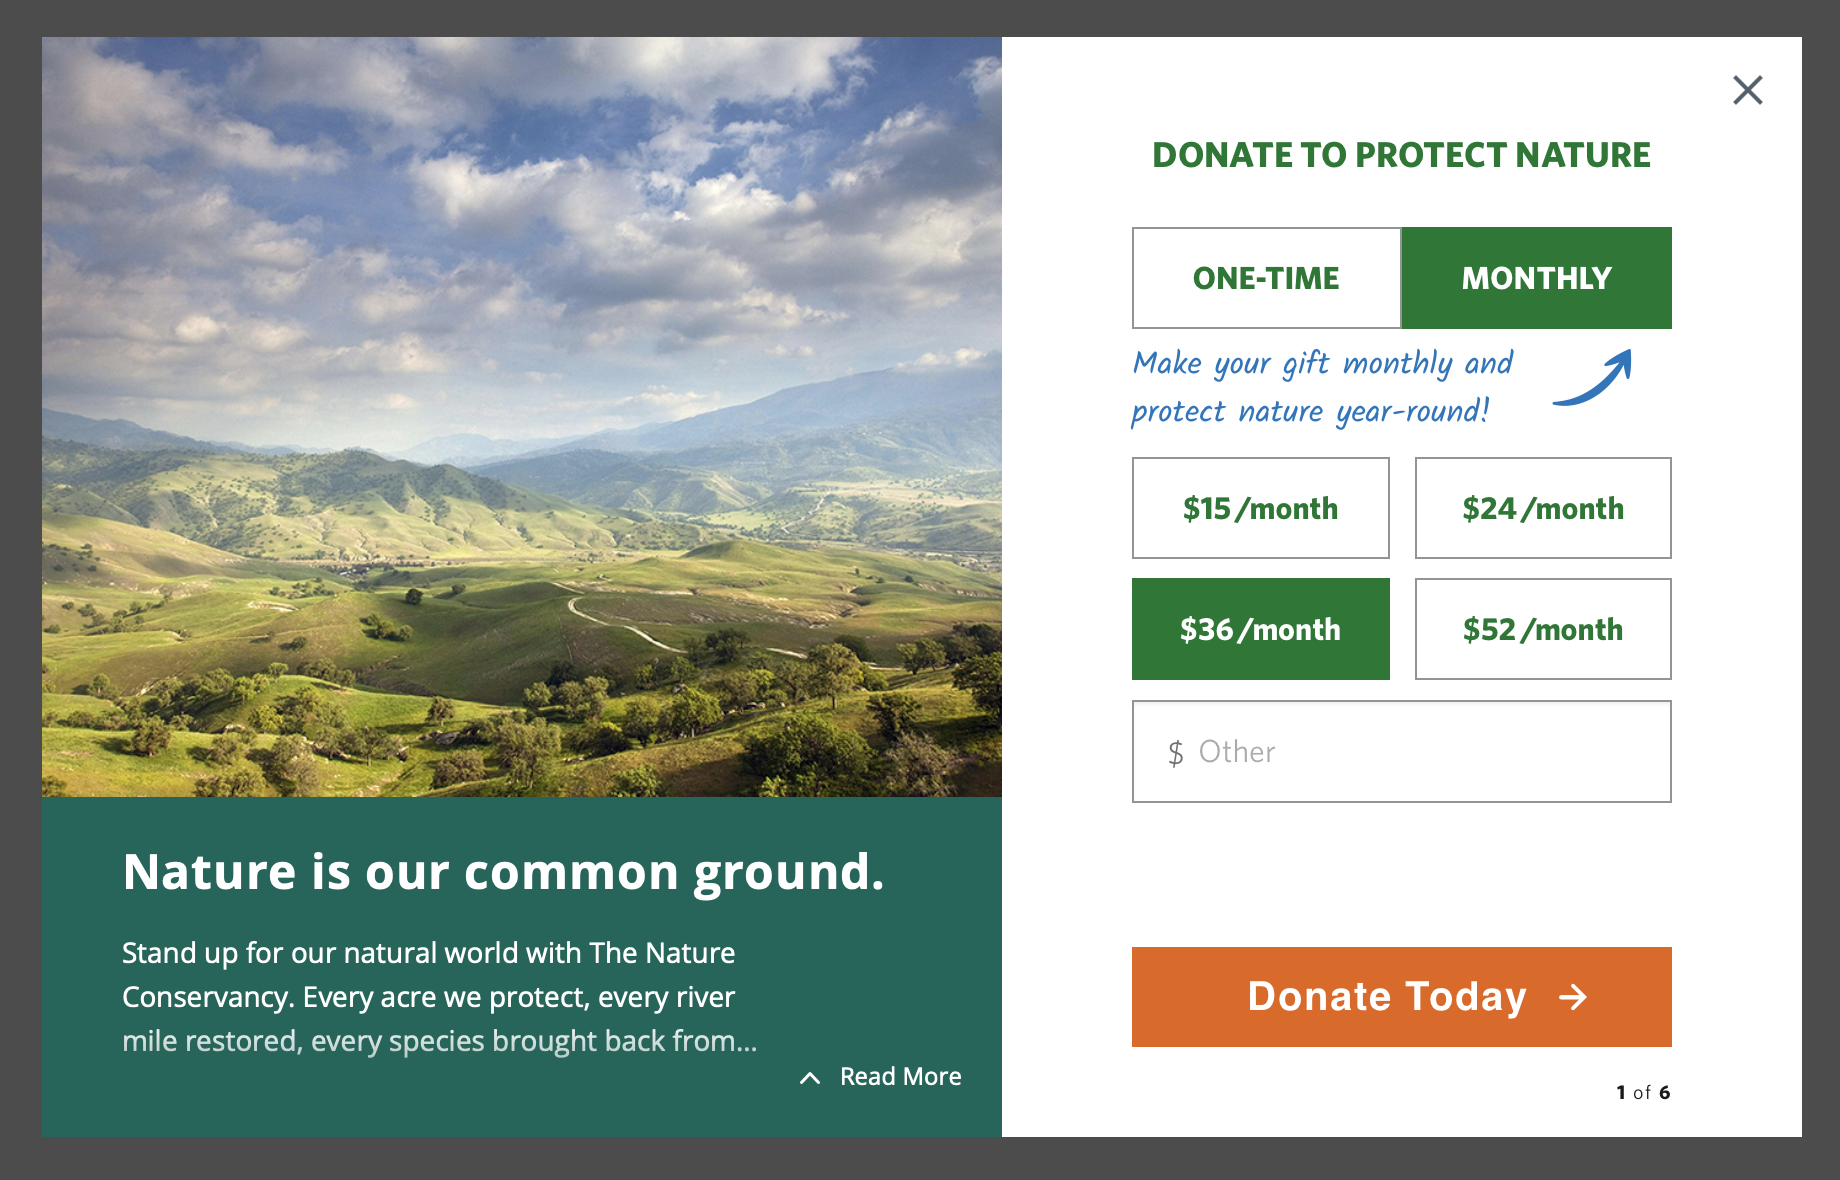 Nature is our common ground.
Stand up for our natural world with The Nature
Conservancy. Every acre we protect, every river
mile restored, every species brought back from...
Read More
DONATE TO PROTECT NATURE
ONE-TIME
MONTHLY
Make your gift monthly and
protect nature year-round!
$15/month
$24/month
$36/month
$52/month
$ Other
Donate Today
1 of 6